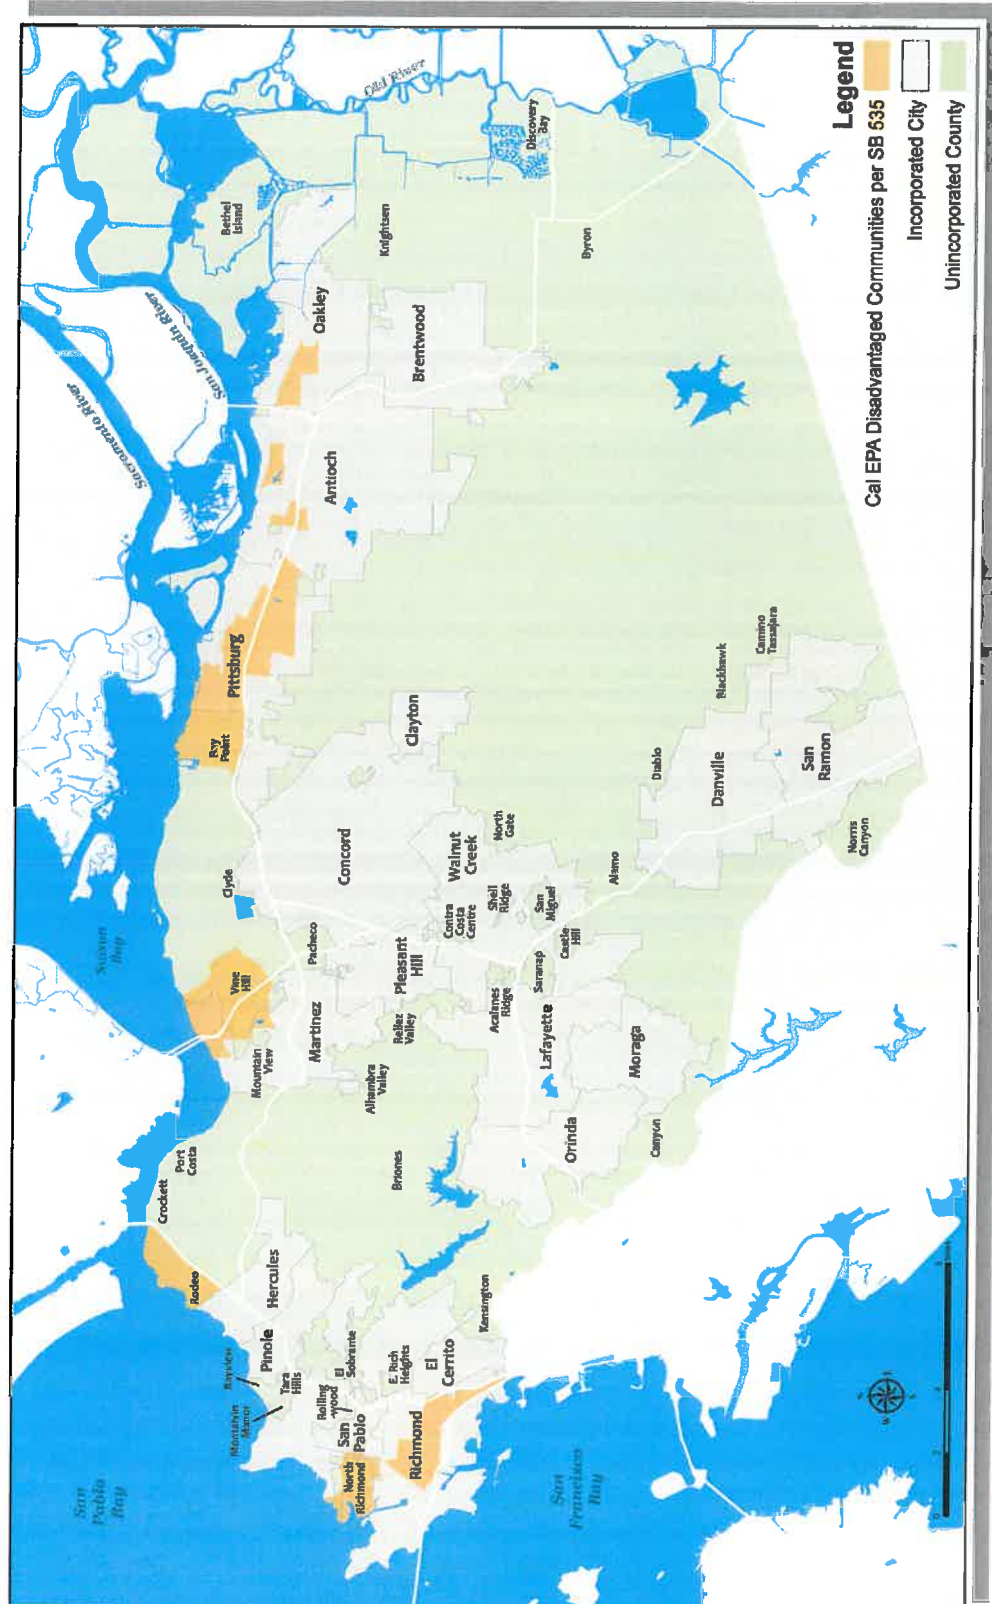 Legend
Cal EPA Disadvantaged Communities per SB 535
Incorporated City
Unincorporated County
San
Pablo
Bay
San
Francisco
Bay
Suisun
Bay
Sacramento River
San Joaquin River
Old River
Montalvin
Manor
Bayview
Tara
Hills
Rolling
wood
El
Sobrante
San
Pablo
North
Richmond
Richmond
E. Rich
Heights
El
Cerrito
Kensington
Pinole
Hercules
Rodeo
Crockett
Port
Costa
Briones
Alhambra
Valley
Mountain
View
Martinez
Vine
Hill
Pacheco
Reliez
Valley
Pleasant
Hill
Clyde
Concord
Contra
Costa
Centre
Walnut
Creek
North
Gate
Shell
Ridge
San
Miguel
Castle
Hill
Saranap
Acalanes
Ridge
Lafayette
Moraga
Orinda
Canyon
Alamo
Diablo
Danville
Blackhawk
Camino
Tassajara
San
Ramon
Norris
Canyon
Clayton
Bay
Point
Pittsburg
Antioch
Oakley
Brentwood
Knightsen
Bethel
Island
Discovery
Bay
Byron
N
E
S
W
0
2
4